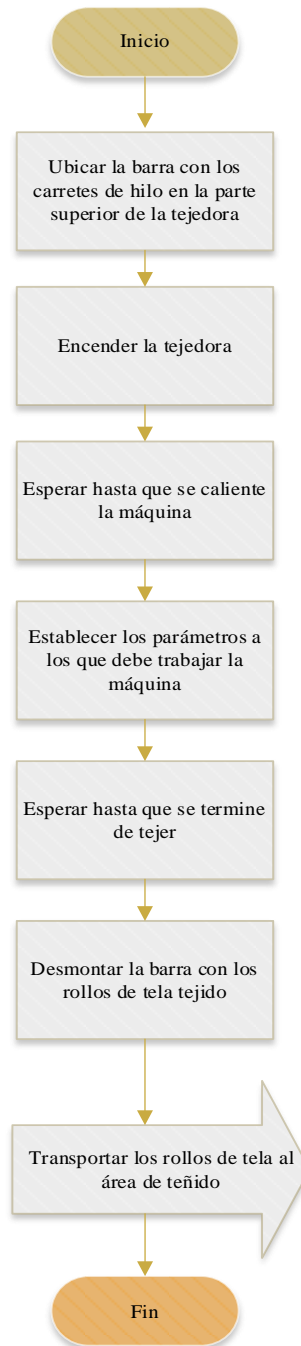 Inicio
Ubicar la barra con los
carretes de hilo en la parte
superior de la tejedora
Encender la tejedora
Esperar hasta que se caliente
la máquina
Establecer los parámetros a
los que debe trabajar la
máquina
Esperar hasta que se termine
de tejer
Desmontar la barra con los
rollos de tela tejido
Transportar los rollos de tela al
área de teñido
Fin